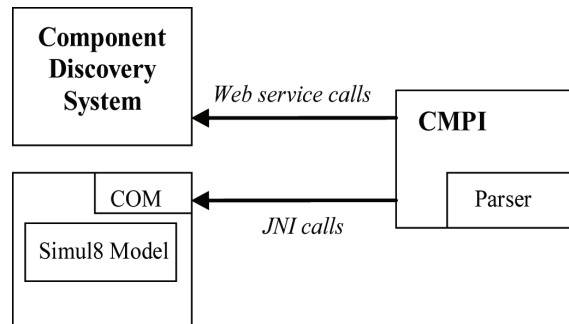 Component
Discovery
System
Web service calls
CMPI
Parser
COM
JNI calls
Simul8 Model